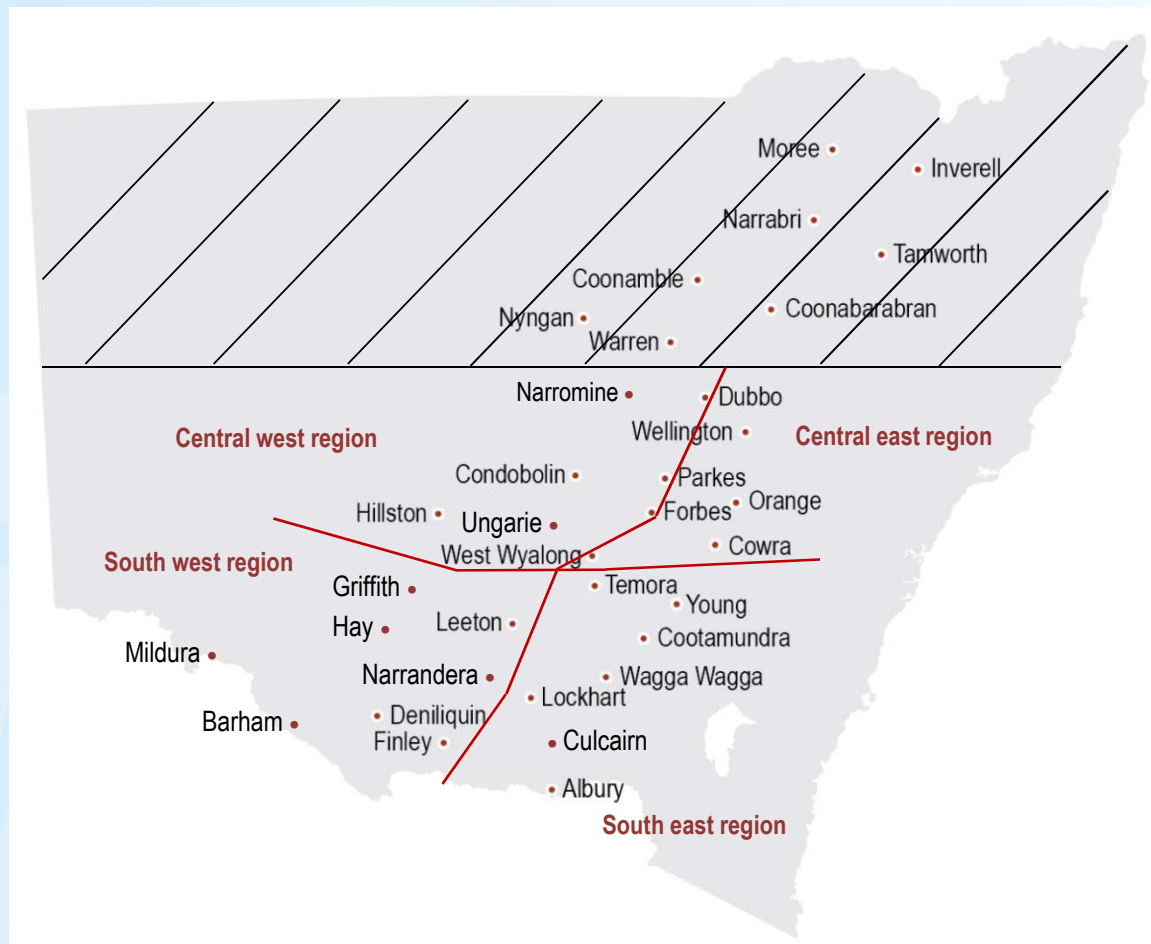 Moree
Inverell
Narrabri
Tamworth
Coonamble
Coonabarabran
Nyngan
Warren
Narromine
Dubbo
Central west region
Wellington
Central east region
Condobolin
Parkes
Hillston
Forbes
Orange
Ungarie
West Wyalong
Cowra
South west region
Griffith
Temora
Young
Hay
Leeton
Cootamundra
Mildura
Narrandera
Wagga Wagga
Lockhart
Barham
Deniliquin
Finley
Culcairn
Albury
South east region